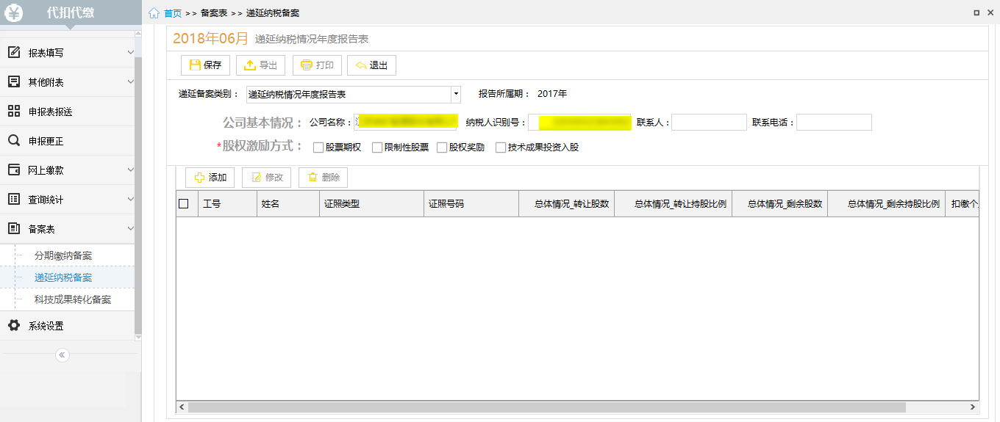 代扣代缴
首页 >> 备案表 >> 递延纳税备案
报表填写
其他附表
申报表报送
申报更正
网上缴款
查询统计
备案表
分期缴纳备案
递延纳税备案
科技成果转化备案
系统设置
2018年06月 递延纳税情况年度报告表
保存 导出 打印 退出
递延备案类别： 递延纳税情况年度报告表 报告所属期： 2017年
公司基本情况： 公司名称： 纳税人识别号： 联系人： 联系电话：
*股权激励方式： 股票期权 限制性股票 股权奖励 技术成果投资入股
添加 修改 删除
工号 姓名 证照类型 证照号码 总体情况_转让股数 总体情况_转让持股比例 总体情况_剩余股数 总体情况_剩余持股比例 扣缴个